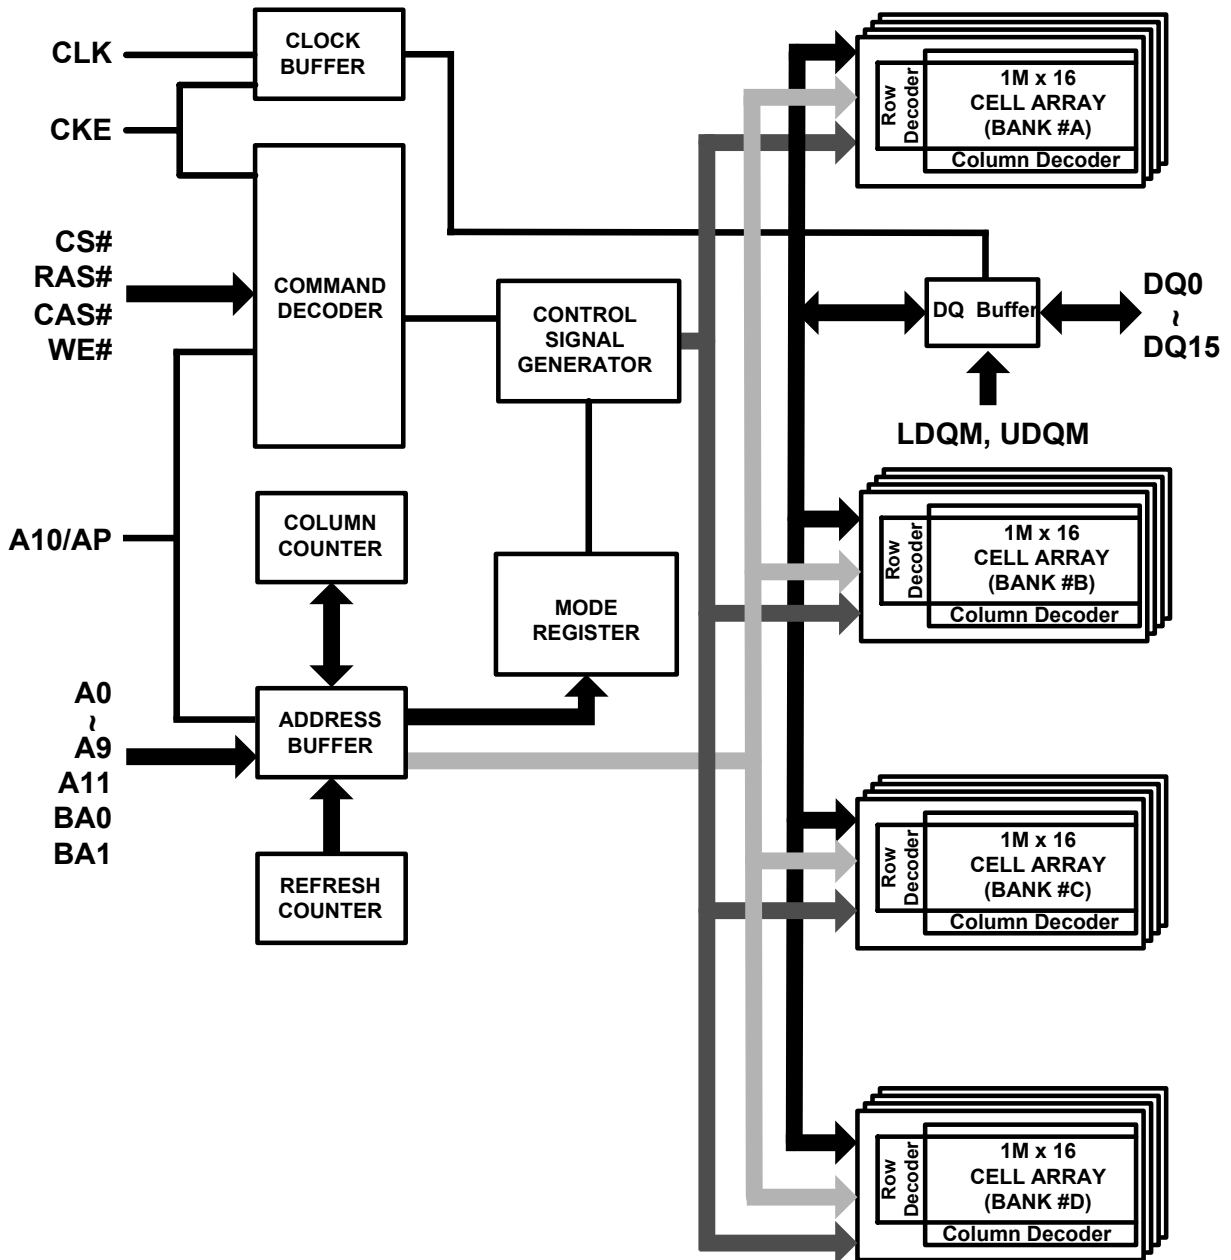 CLK
CKE
CLOCK
BUFFER
CS#
RAS#
CAS#
WE#
COMMAND
DECODER
A10/AP
COLUMN
COUNTER
CONTROL
SIGNAL
GENERATOR
MODE
REGISTER
A0
~
A9
A11
BA0
BA1
ADDRESS
BUFFER
REFRESH
COUNTER
Row
Decoder
1M x 16
CELL ARRAY
(BANK #A)
Column Decoder
DQ Buffer
DQ0
~
DQ15
LDQM, UDQM
Row
Decoder
1M x 16
CELL ARRAY
(BANK #B)
Column Decoder
Row
Decoder
1M x 16
CELL ARRAY
(BANK #C)
Column Decoder
Row
Decoder
1M x 16
CELL ARRAY
(BANK #D)
Column Decoder